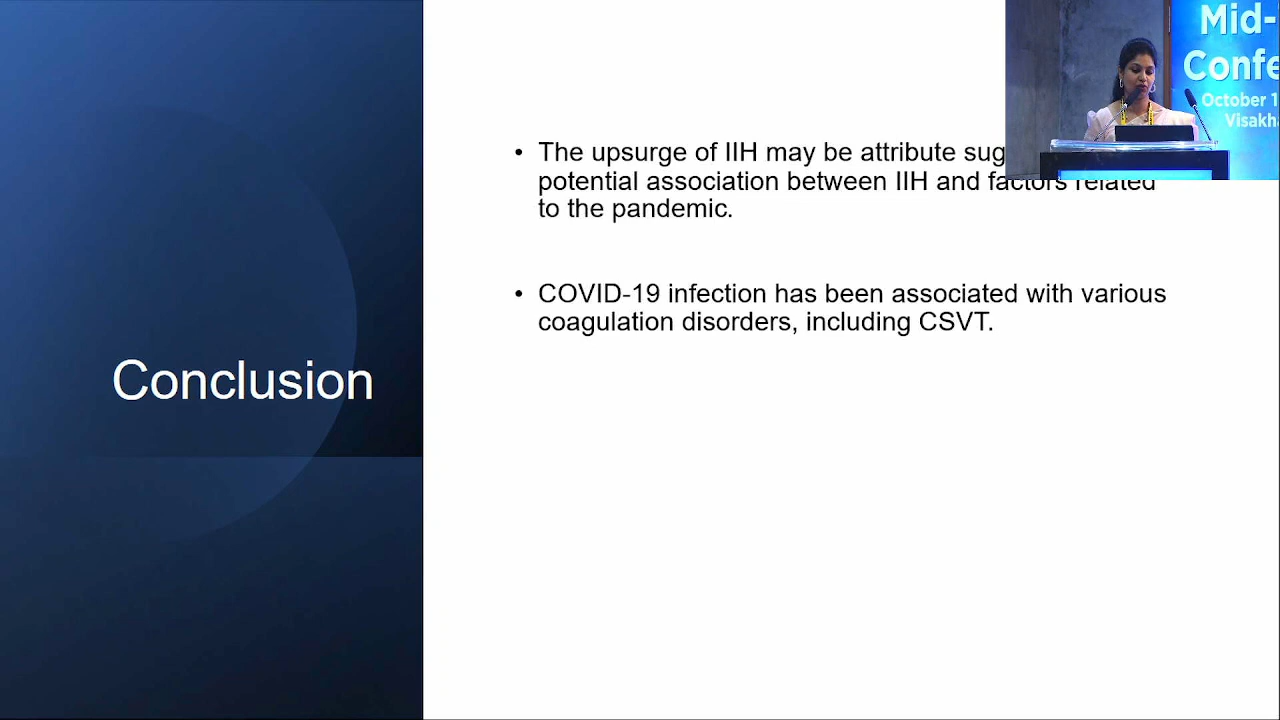 Mid-
Confe
October 1
Visakha
• The upsurge of IIH may be attribute sug
potential association between IIH and factors related
to the pandemic.
• COVID-19 infection has been associated with various
coagulation disorders, including CSVT.
Conclusion